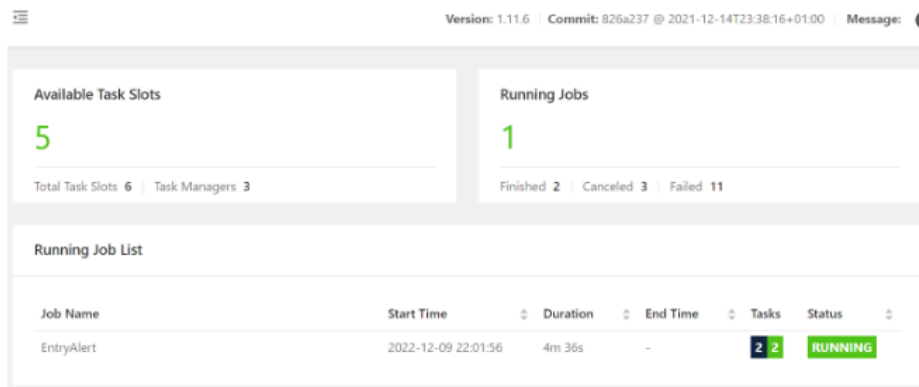 Version: 1.11.6 Commit: 826a237 @ 2021-12-14T23:38:16+01:00 Message:
Available Task Slots
5
Total Task Slots 6 Task Managers 3
Running Jobs
1
Finished 2 Canceled 3 Failed 11
Running Job List
Job Name Start Time Duration End Time Tasks Status
EntryAlert 2022-12-09 22:01:56 4m 36s - 2 2 RUNNING